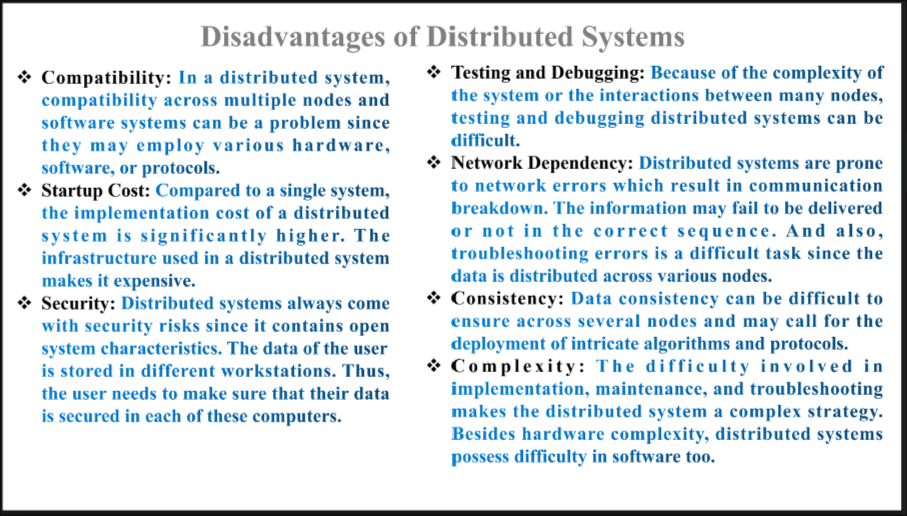 Disadvantages of Distributed Systems
❖ Compatibility: In a distributed system,
compatibility across multiple nodes and
software systems can be a problem since
they may employ various hardware,
software, or protocols.
❖ Startup Cost: Compared to a single system,
the implementation cost of a distributed
system is significantly higher. The
infrastructure used in a distributed system
makes it expensive.
❖ Security: Distributed systems always come
with security risks since it contains open
system characteristics. The data of the user
is stored in different workstations. Thus,
the user needs to make sure that their data
is secured in each of these computers.
❖ Testing and Debugging: Because of the complexity of
the system or the interactions between many nodes,
testing and debugging distributed systems can be
difficult.
❖ Network Dependency: Distributed systems are prone
to network errors which result in communication
breakdown. The information may fail to be delivered
or not in the correct sequence. And also,
troubleshooting errors is a difficult task since the
data is distributed across various nodes.
❖ Consistency: Data consistency can be difficult to
ensure across several nodes and may call for the
deployment of intricate algorithms and protocols.
❖ Complexity: The difficulty involved in
implementation, maintenance, and troubleshooting
makes the distributed system a complex strategy.
Besides hardware complexity, distributed systems
possess difficulty in software too.